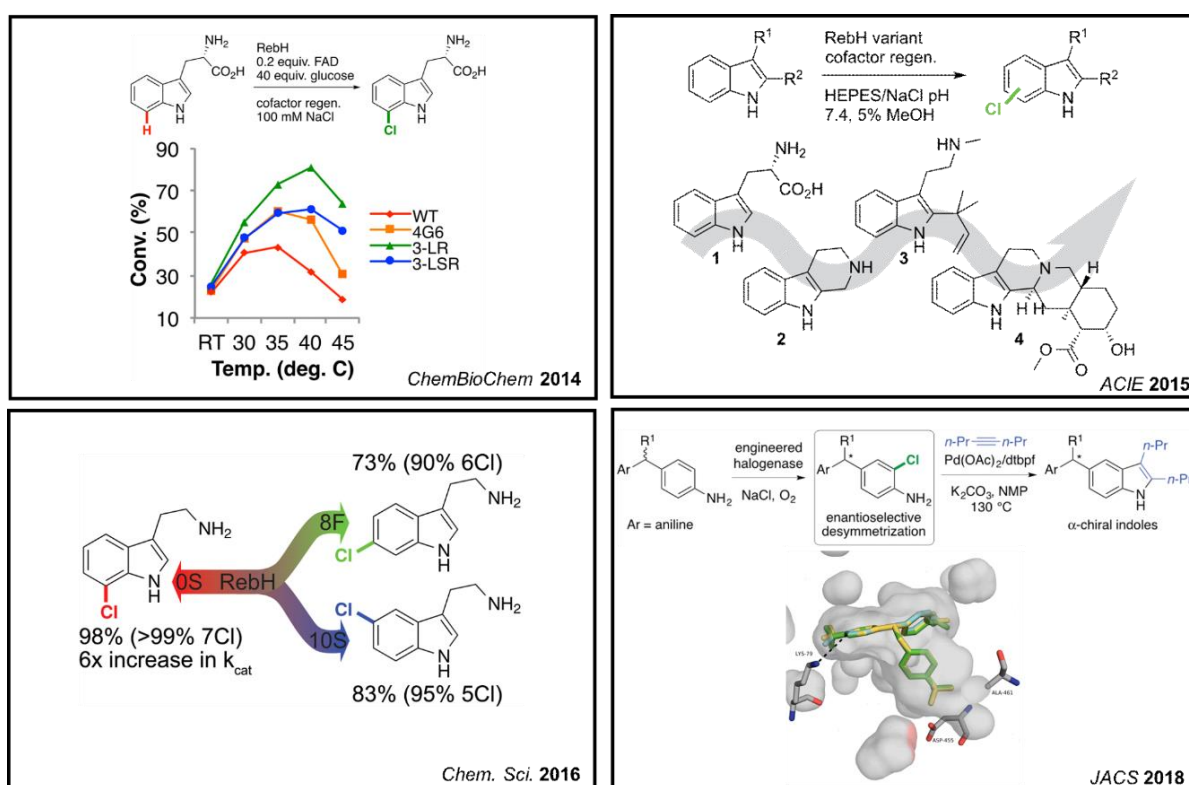 NH₂
CO₂H
N
H
H
RebH
0.2 equiv. FAD
40 equiv. glucose
cofactor regen.
100 mM NaCl
NH₂
CO₂H
N
H
Cl
90
70
50
30
10
Conv. (%)
RT 30 35 40 45
Temp. (deg. C)
WT
4G6
3-LR
3-LSR
ChemBioChem 2014
R¹
R²
N
H
RebH variant
cofactor regen.
HEPES/NaCl pH
7.4, 5% MeOH
R¹
R²
N
H
Cl
NH₂
CO₂H
N
H
1
NH
N
H
2
HN
N
H
3
N
H
N
H
H
H
O
O
OH
4
ACIE 2015
NH₂
N
H
Cl
98% (>99% 7Cl)
6x increase in kcat
0S RebH
8F
10S
73% (90% 6Cl)
NH₂
Cl
N
H
NH₂
Cl
N
H
83% (95% 5Cl)
Chem. Sci. 2016
R¹
Ar
NH₂
Ar = aniline
engineered
halogenase
NaCl, O₂
R¹
Ar
*
Cl
NH₂
enantioselective
desymmetrization
n-Pr n-Pr
Pd(OAc)₂/dtbpf
K₂CO₃, NMP
130 °C
R¹
Ar
*
n-Pr
n-Pr
N
H
α-chiral indoles
LYS-79
ALA-461
ASP-455
JACS 2018